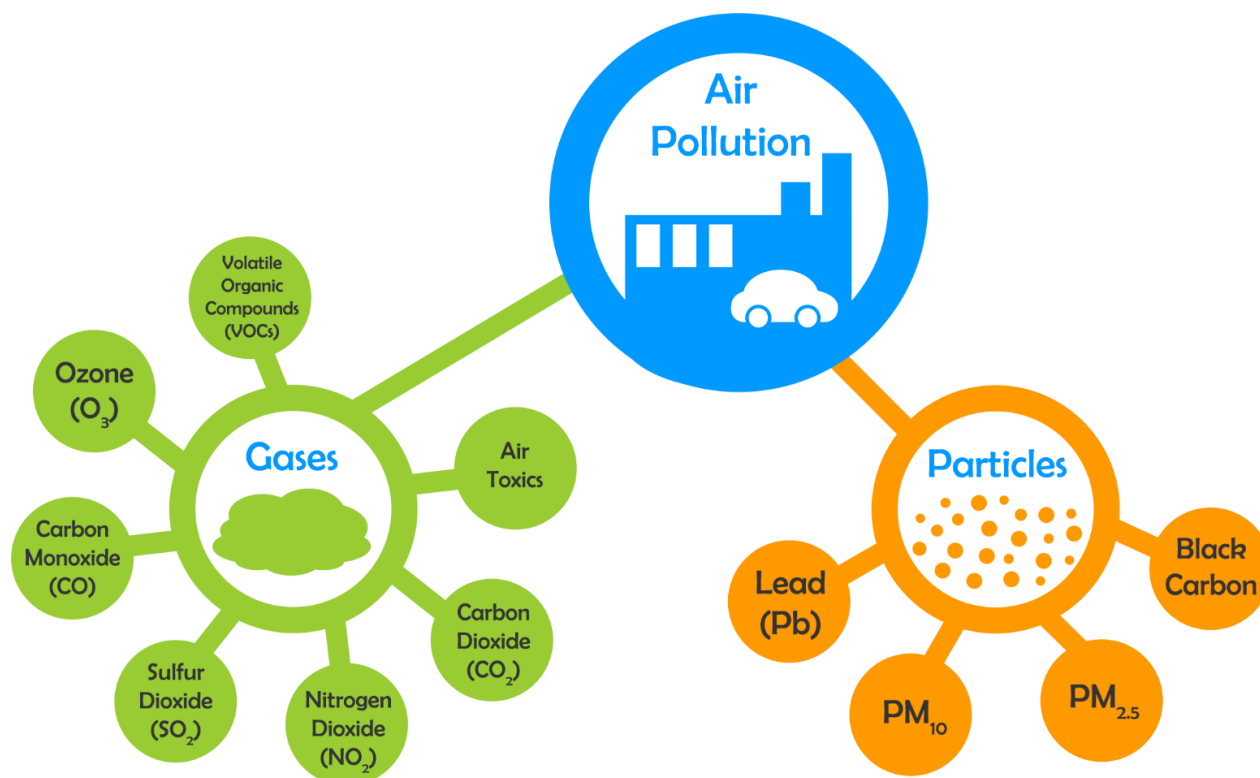 Air
Pollution
Gases
Volatile
Organic
Compounds
(VOCs)
Ozone
(O₃)
Carbon
Monoxide
(CO)
Sulfur
Dioxide
(SO₂)
Nitrogen
Dioxide
(NO₂)
Carbon
Dioxide
(CO₂)
Air
Toxics
Particles
Lead
(Pb)
PM₁₀
PM₂.₅
Black
Carbon